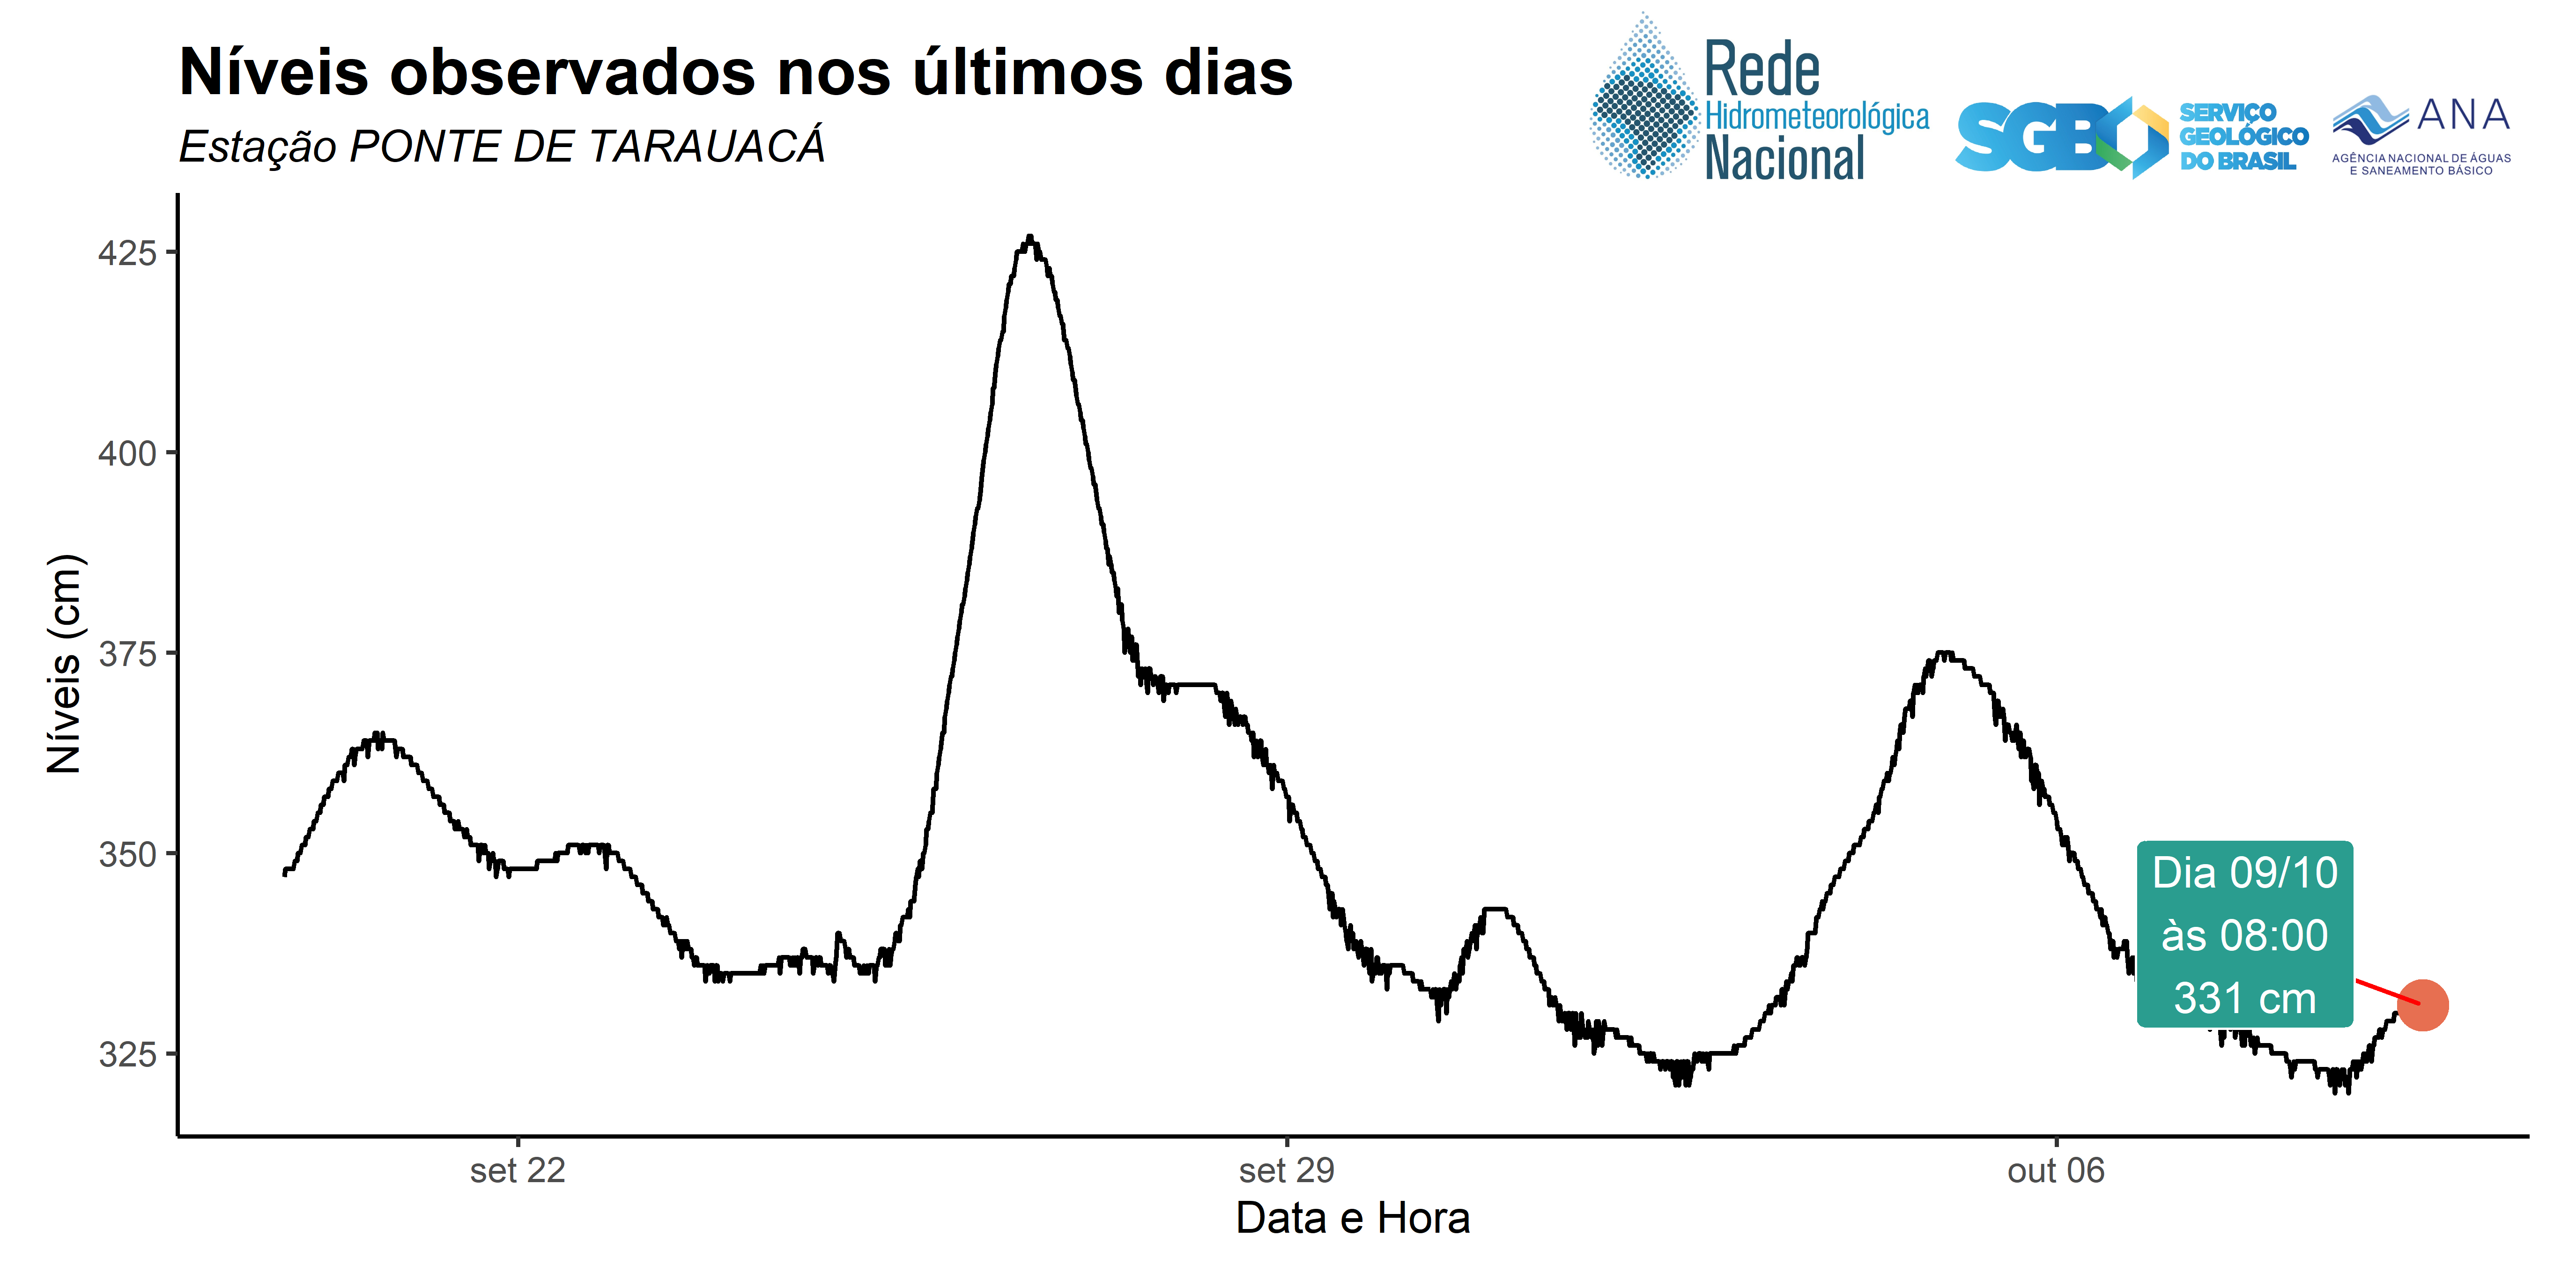 Níveis observados nos últimos dias
Estação PONTE DE TARAUACÁ
Rede
Hidrometeorológica
Nacional
SGB
SERVIÇO
GEOLÓGICO
DO BRASIL
ANA
AGÊNCIA NACIONAL DE ÁGUAS
E SANEAMENTO BÁSICO
Níveis (cm)
425
400
375
350
325
Dia 09/10
às 08:00
331 cm
set 22
set 29
out 06
Data e Hora